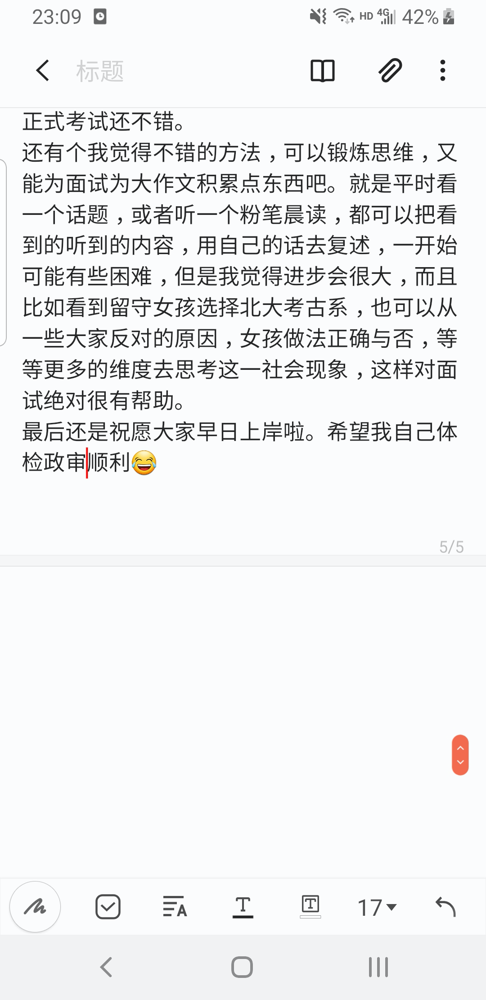 23:09
HD 4G 42%
标题
正式考试还不错。
还有个我觉得不错的方法，可以锻炼思维，又
能为面试为大作文积累点东西吧。就是平时看
一个话题，或者听一个粉笔晨读，都可以把看
到的听到的内容，用自己的话去复述，一开始
可能有些困难，但是我觉得进步会很大，而且
比如看到留守女孩选择北大考古系，也可以从
一些大家反对的原因，女孩做法正确与否，等
等更多的维度去思考这一社会现象，这样对面
试绝对很有帮助。
最后还是祝愿大家早日上岸啦。希望我自己体
检政审顺利😂
5/5
17